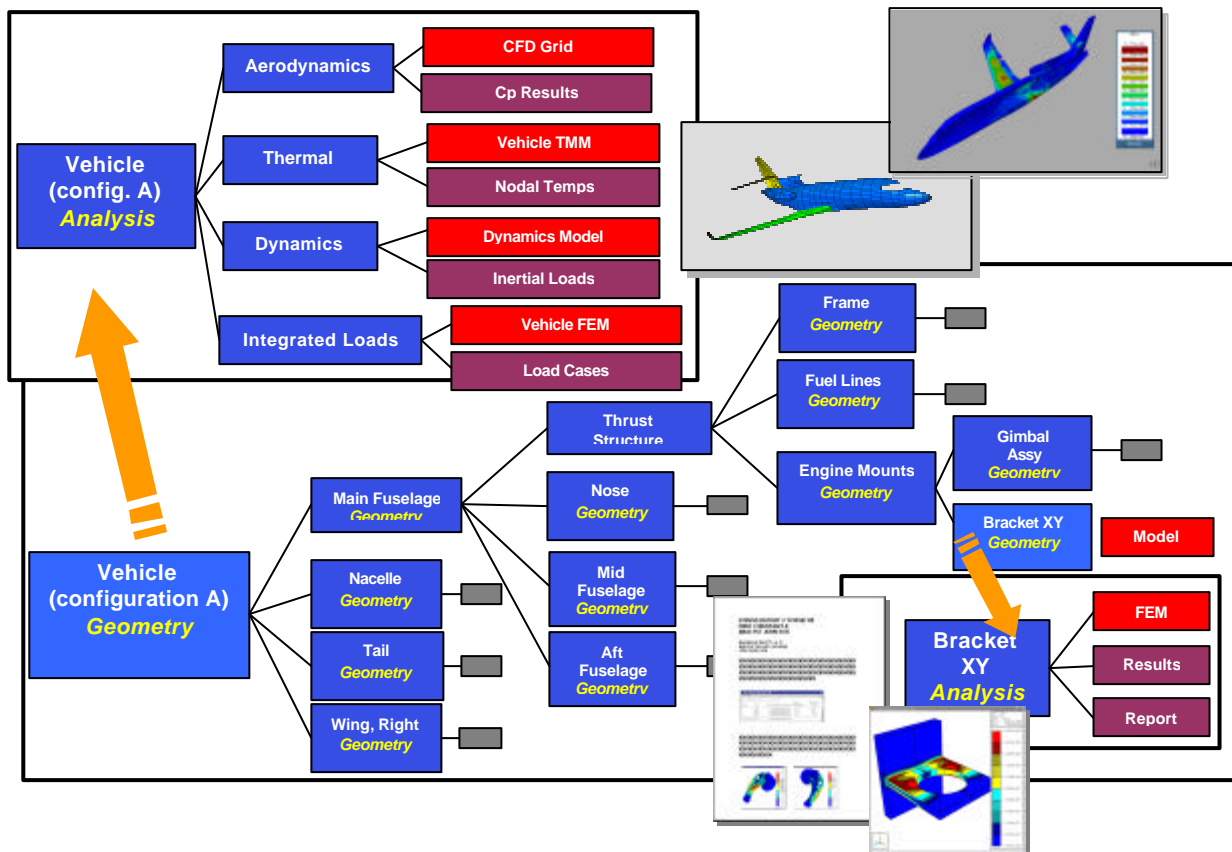 Aerodynamics
CFD Grid
Cp Results
Vehicle
(config. A)
Analysis
Thermal
Vehicle TMM
Nodal Temps
Dynamics
Dynamics Model
Inertial Loads
Integrated Loads
Vehicle FEM
Load Cases
Frame
Geometry
Fuel Lines
Geometry
Thrust
Structure
Engine Mounts
Geometry
Gimbal
Assy
Geometry
Bracket XY
Geometry
Model
Main Fuselage
Geometry
Nose
Geometry
Vehicle
(configuration A)
Geometry
Nacelle
Geometry
Mid
Fuselage
Geometry
Tail
Geometry
Aft
Fuselage
Geometry
Wing, Right
Geometry
Bracket
XY
Analysis
FEM
Results
Report